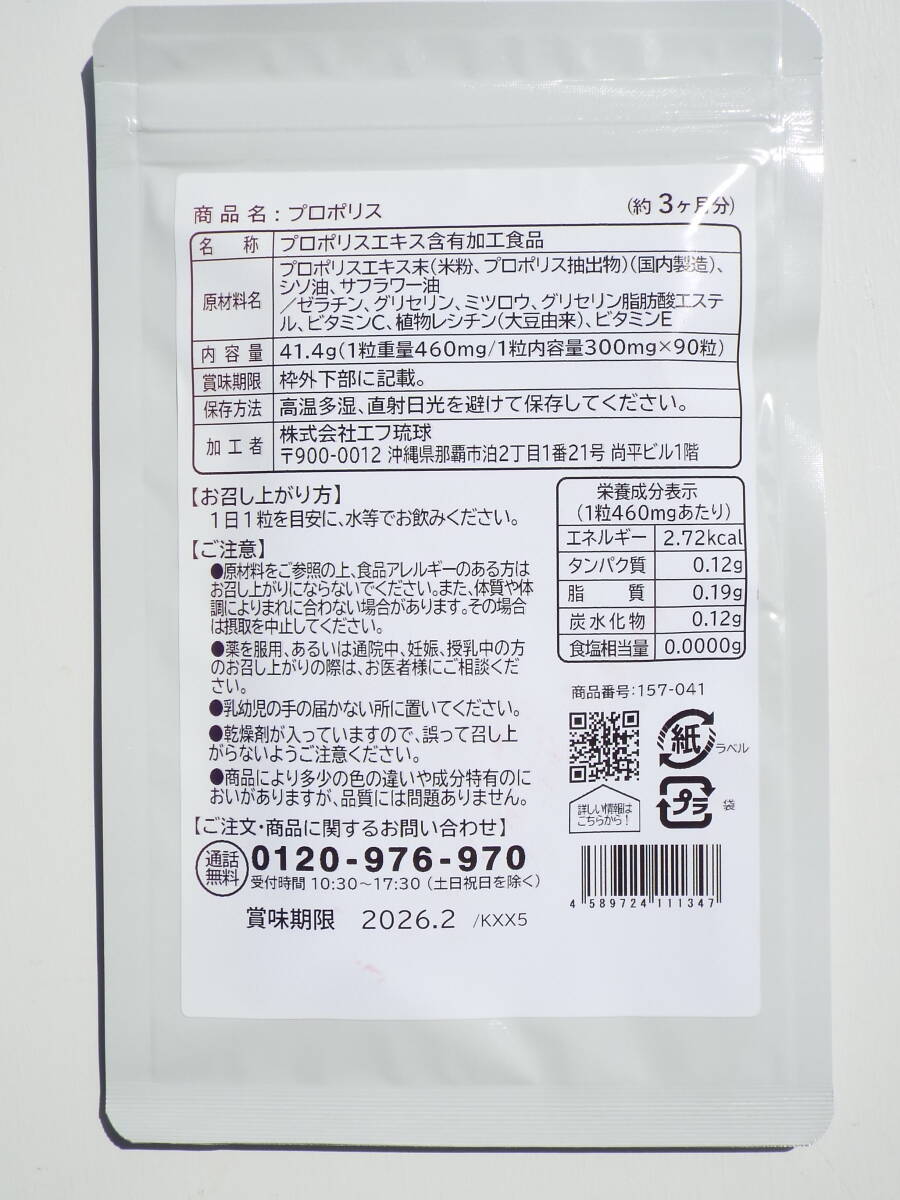 商品名:プロポリス (約3ヶ月分)
名称 プロポリスエキス含有加工食品
原材料名 プロポリスエキス末(米粉、プロポリス抽出物)(国内製造)、
シソ油、サフラワー油
/ゼラチン、グリセリン、ミツロウ、グリセリン脂肪酸エステ
ル、ビタミンC、植物レシチン(大豆由来)、ビタミンE
内容量 41.4g(1粒重量460mg/1粒内容量300mg×90粒)
賞味期限 枠外下部に記載。
保存方法 高温多湿、直射日光を避けて保存してください。
加工者 株式会社エフ琉球
〒900-0012 沖縄県那覇市泊2丁目1番21号 尚平ビル1階
【お召し上がり方】
1日1粒を目安に、水等でお飲みください。
【ご注意】
●原材料をご参照の上、食品アレルギーのある方は
お召し上がりにならないでください。また、体質や体
調によりまれに合わない場合があります。その場合
は摂取を中止してください。
●薬を服用、あるいは通院中、妊娠、授乳中の方
のお召し上がりの際は、お医者様にご相談くだ
さい。
●乳幼児の手の届かない所に置いてください。
●乾燥剤が入っていますので、誤って召し上
がらないようご注意ください。
●商品により多少の色の違いや成分特有のに
おいがありますが、品質には問題ありません。
栄養成分表示
(1粒460mgあたり)
エネルギー 2.72kcal
タンパク質 0.12g
脂質 0.19g
炭水化物 0.12g
食塩相当量 0.0000g
商品番号:157-041
紙 ラベル
プラ 袋
詳しい情報は
こちらから!
【ご注文・商品に関するお問い合わせ】
通話
無料
0120-976-970
受付時間 10:30~17:30 (土日祝日を除く)
4 589724 111347
賞味期限 2026.2 /KXX5